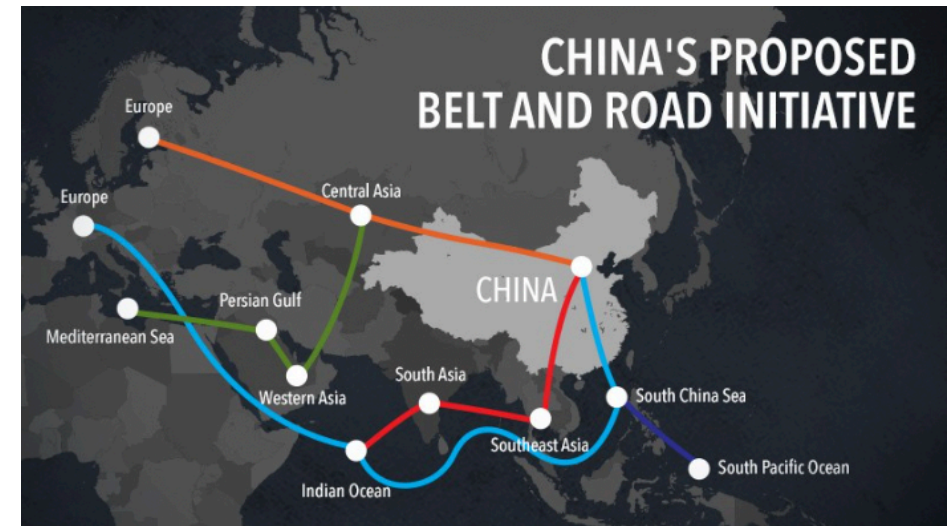 CHINA'S PROPOSED
BELT AND ROAD INITIATIVE
Europe
Europe
Central Asia
CHINA
Persian Gulf
Mediterranean Sea
Western Asia
South Asia
South China Sea
Southeast Asia
South Pacific Ocean
Indian Ocean